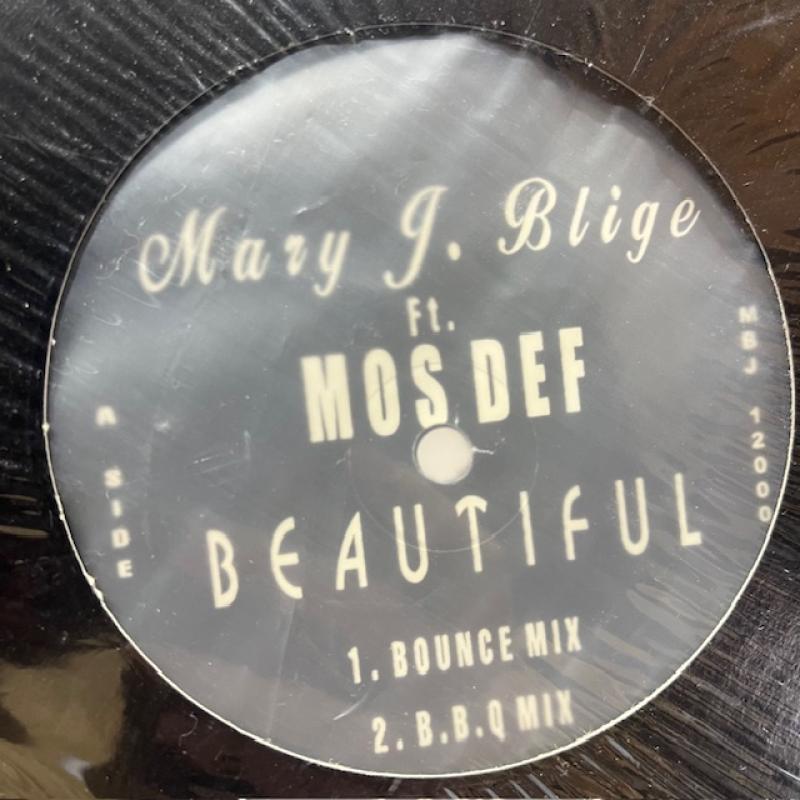 Mary J. Blige
Ft.
MOS DEF
BEAUTIFUL
1. BOUNCE MIX
2. B.B.Q MIX
A SIDE
MBJ 12000